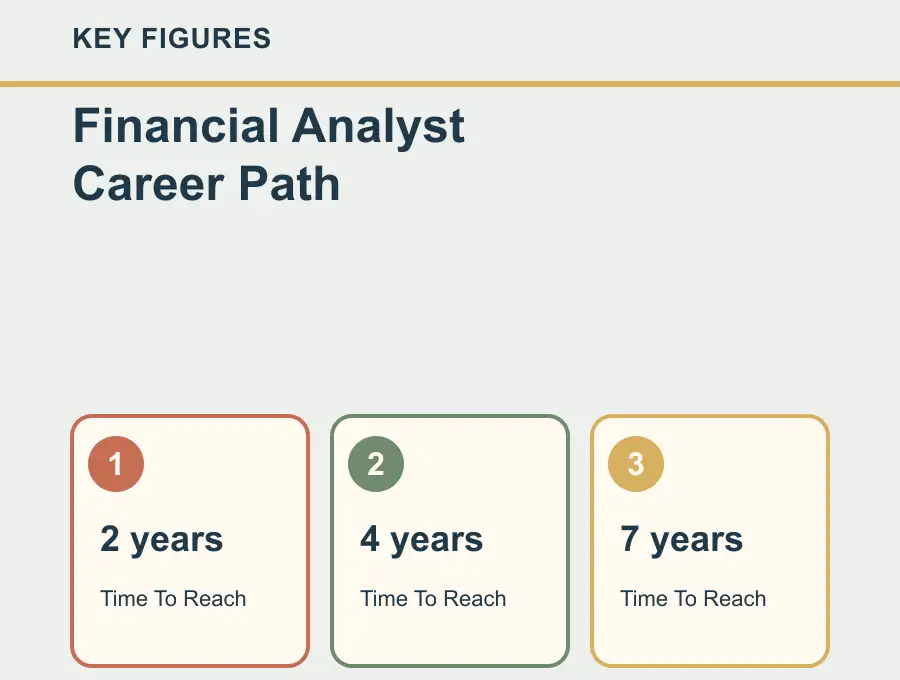 KEY FIGURES
Financial Analyst
Career Path
1
2 years
Time To Reach
2
4 years
Time To Reach
3
7 years
Time To Reach